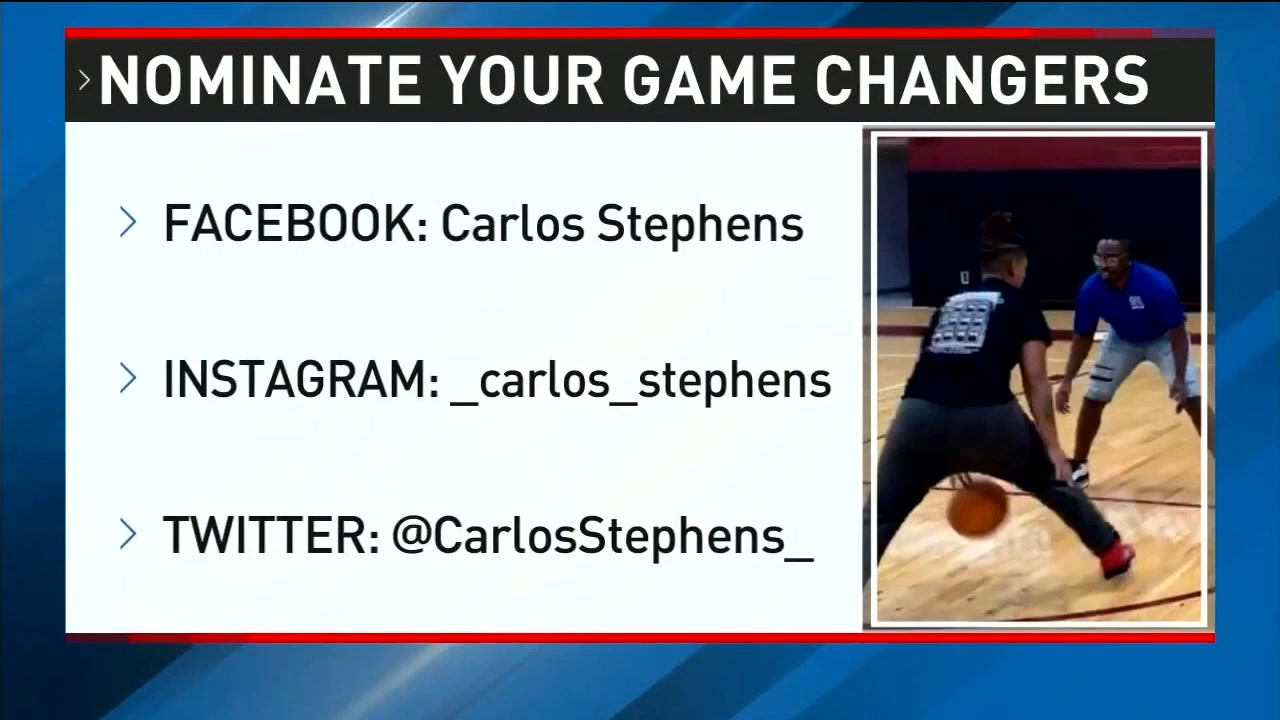 NOMINATE YOUR GAME CHANGERS
FACEBOOK: Carlos Stephens
INSTAGRAM: _carlos_stephens
TWITTER: @CarlosStephens_